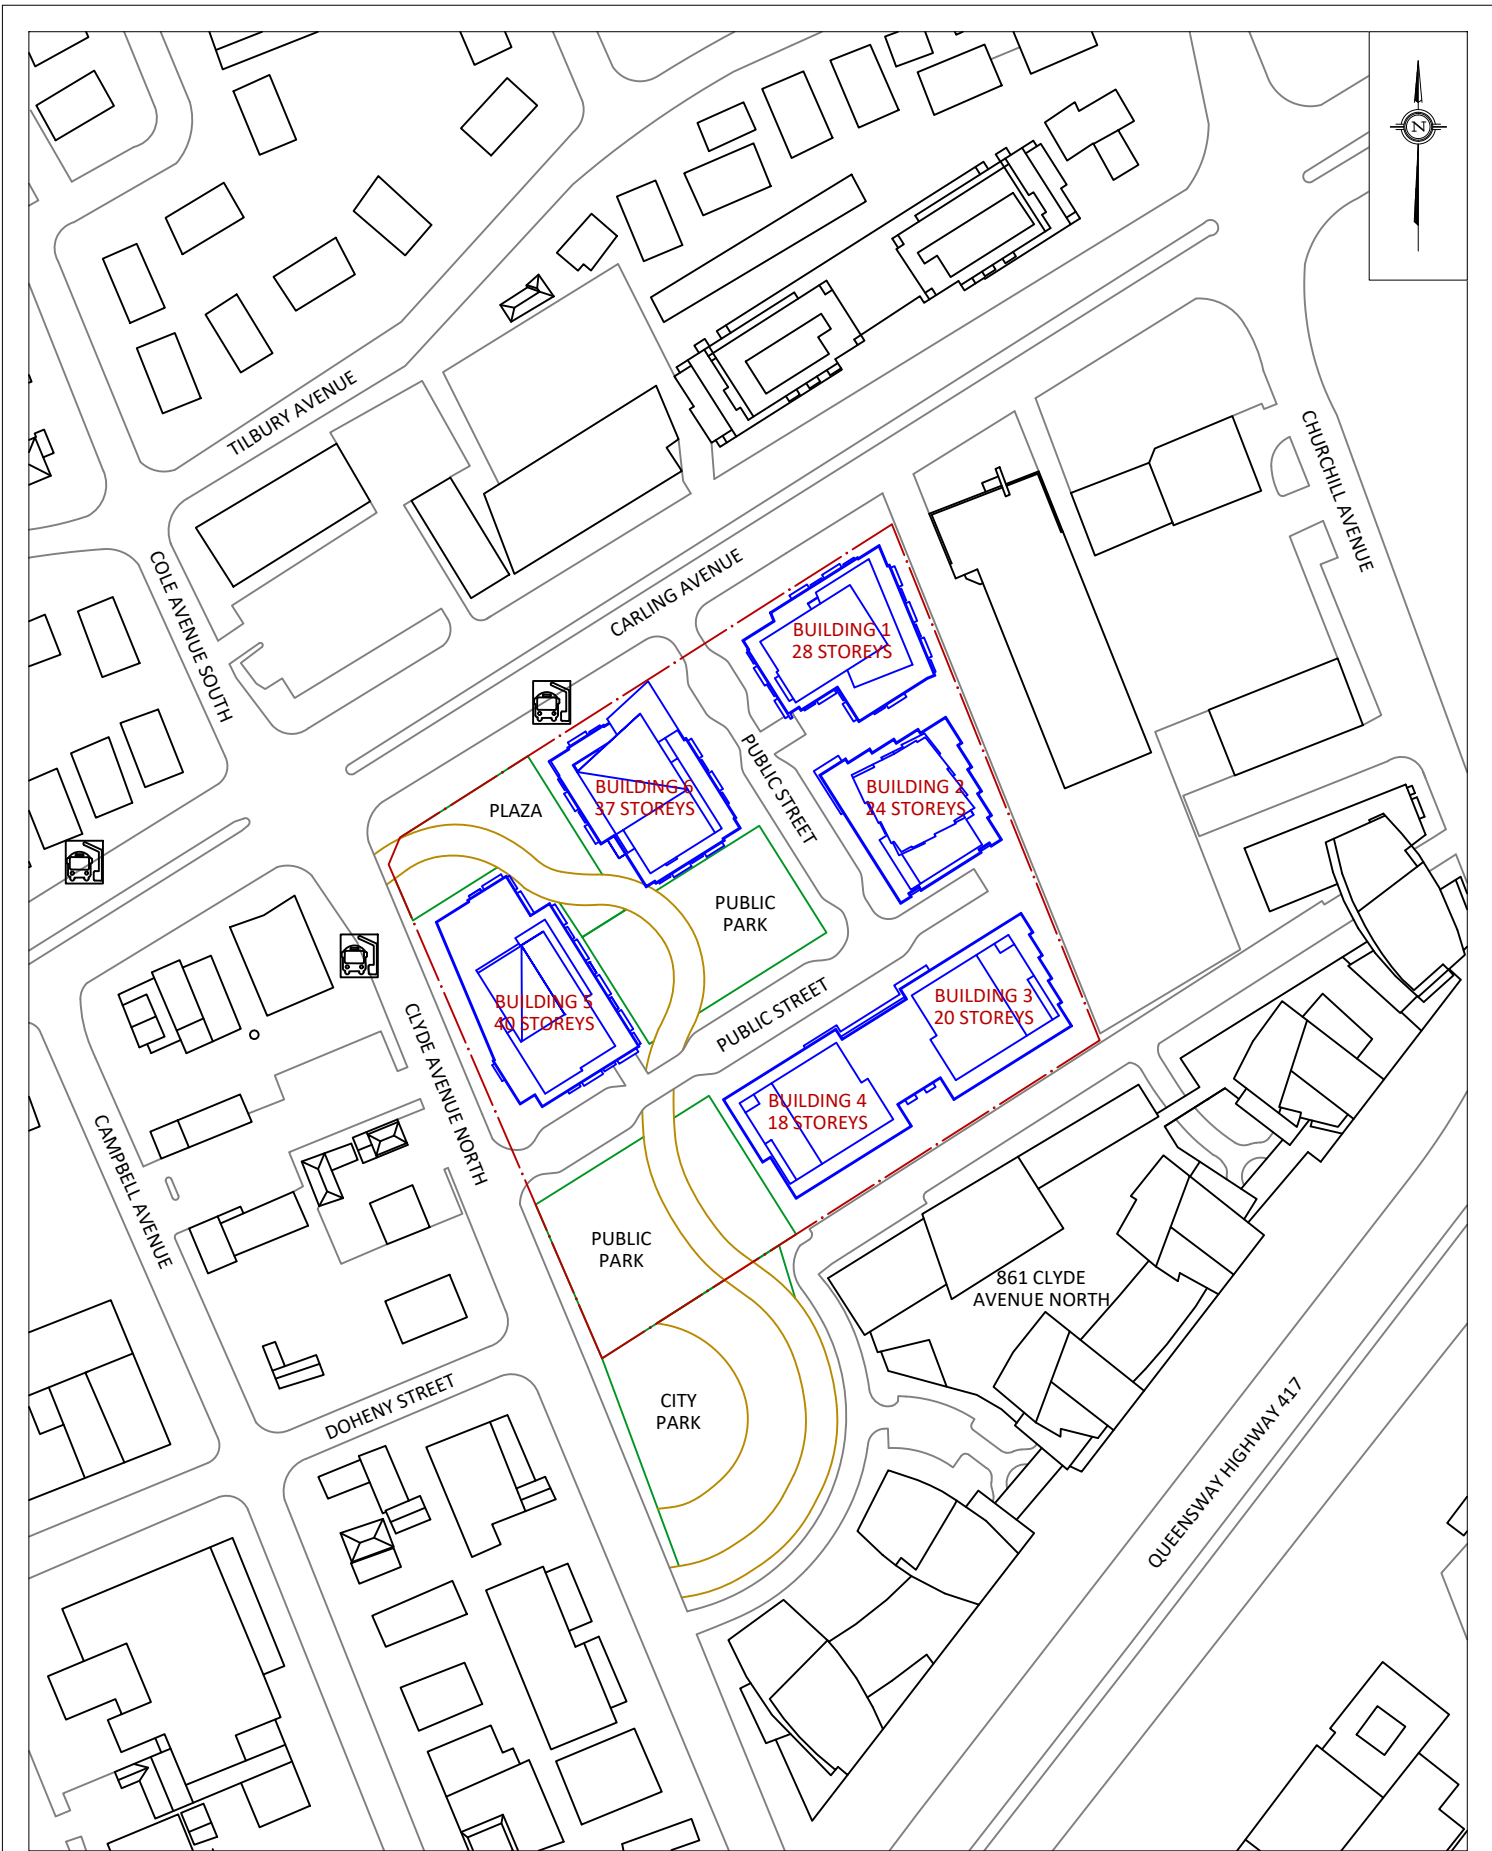 N
TILBURY AVENUE
CHURCHILL AVENUE
COLE AVENUE SOUTH
CARLING AVENUE
BUILDING 1
28 STOREYS
PUBLIC STREET
BUILDING 6
37 STOREYS
BUILDING 2
24 STOREYS
PLAZA
PUBLIC
PARK
BUILDING 5
40 STOREYS
BUILDING 3
20 STOREYS
PUBLIC STREET
CLYDE AVENUE NORTH
BUILDING 4
18 STOREYS
CAMPBELL AVENUE
PUBLIC
PARK
861 CLYDE
AVENUE NORTH
CITY
PARK
DOHENY STREET
QUEENSWAY HIGHWAY 417